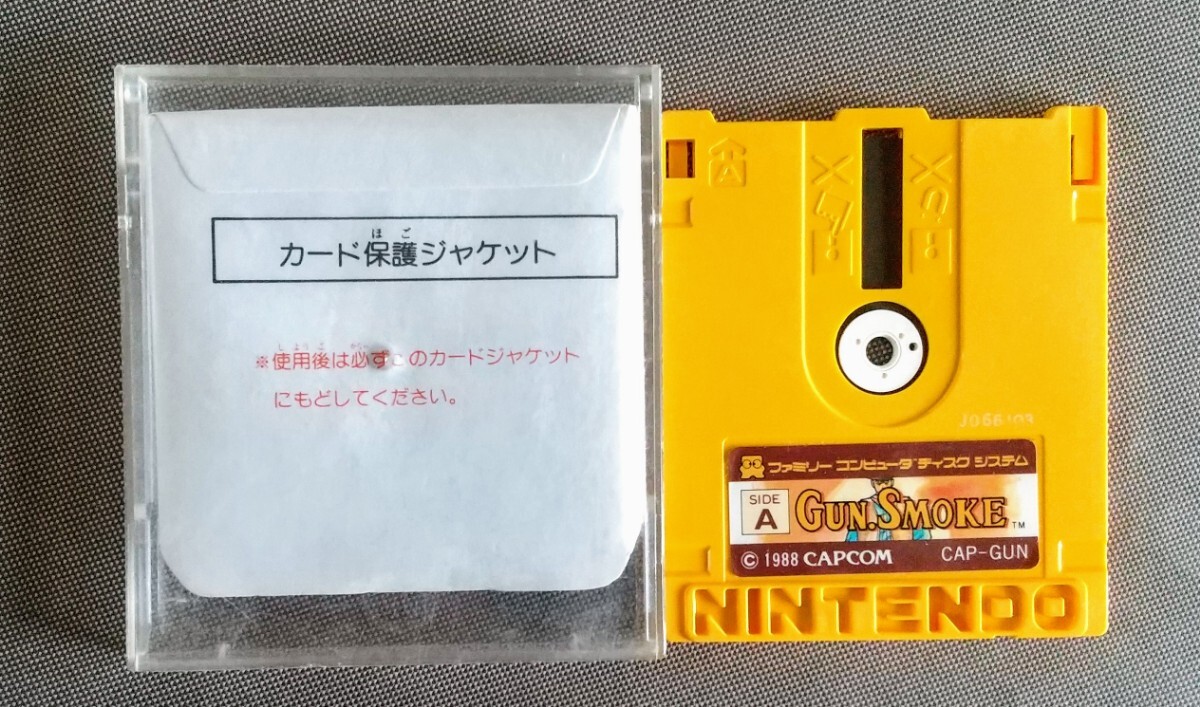 カード保護ジャケット
ほご
※使用後は必ずこのカードジャケット
にもどしてください。
A
J066103
ファミリー コンピュータ ディスク システム
SIDE
A
GUN.SMOKE™
© 1988 CAPCOM CAP-GUN
NINTENDO